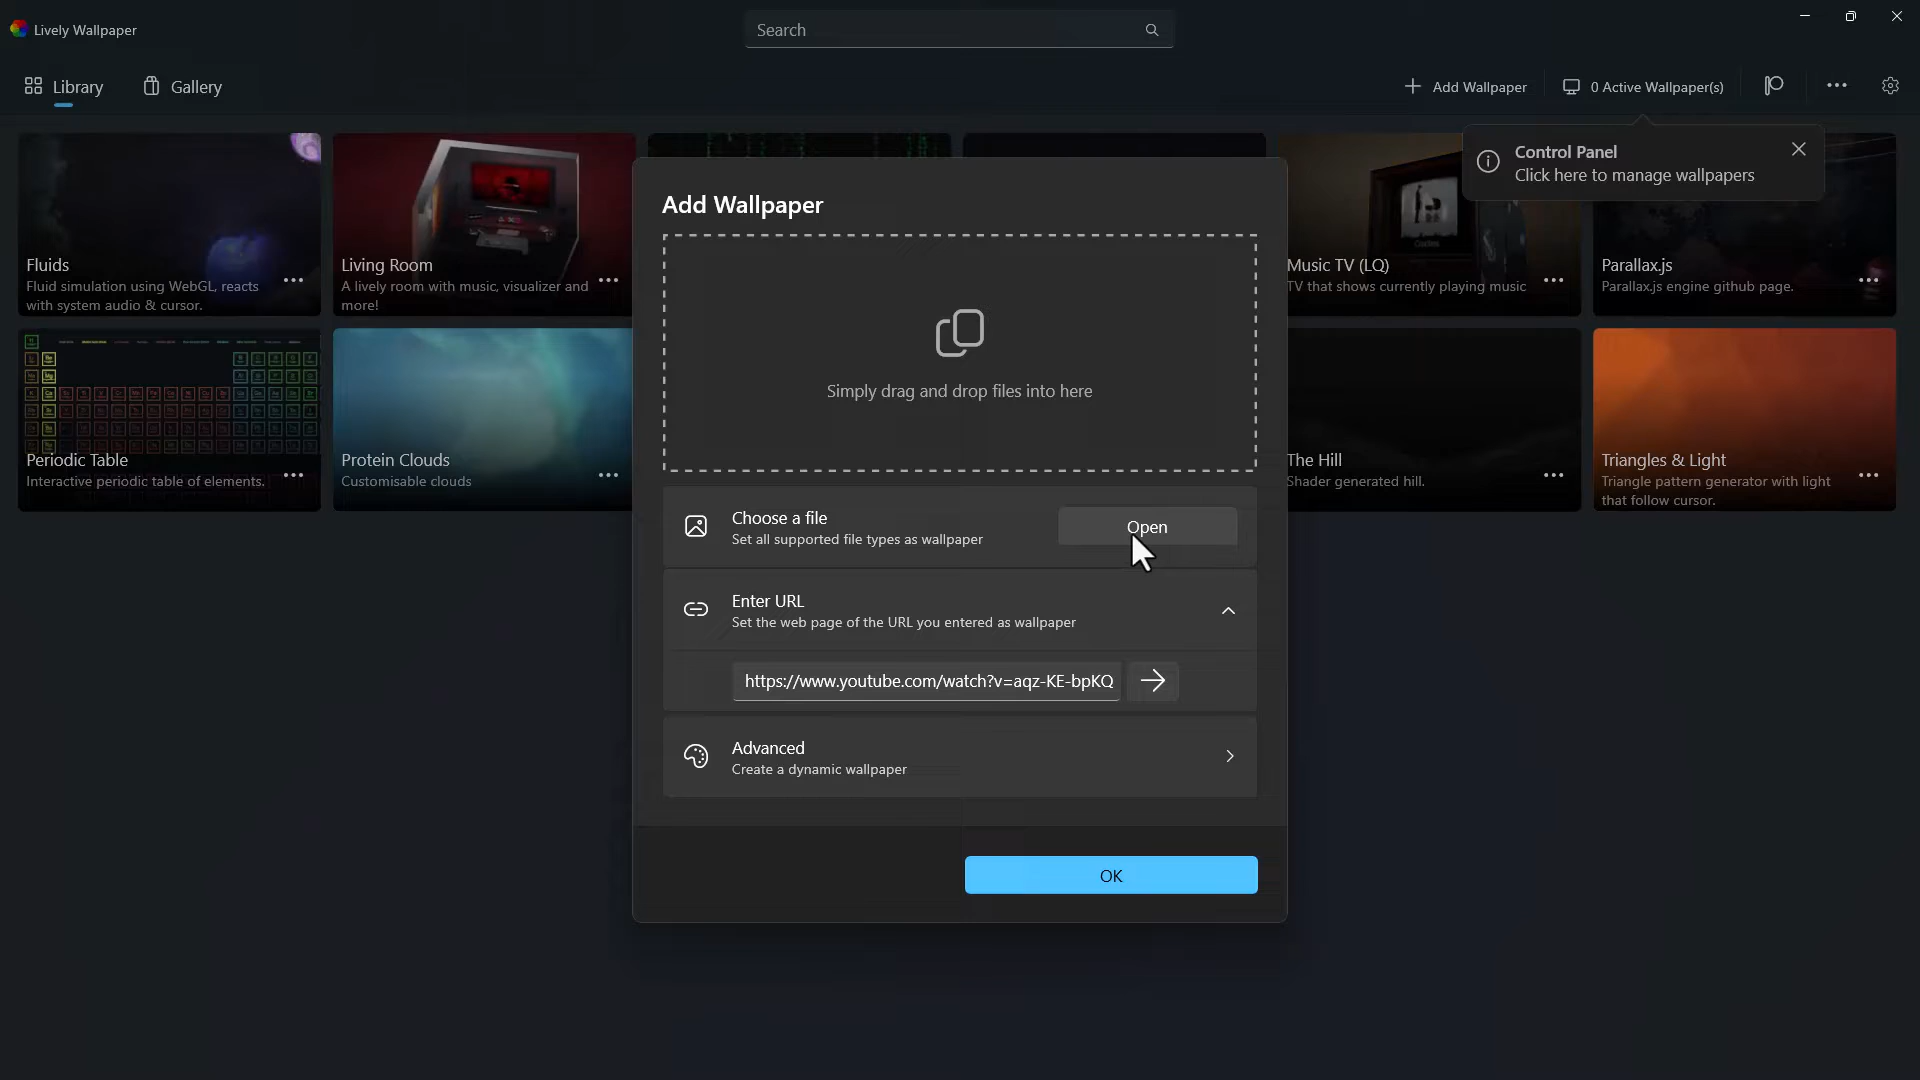 Lively Wallpaper
Search
Library
Gallery
Add Wallpaper
0 Active Wallpaper(s)
Control Panel
Click here to manage wallpapers
Fluids
Fluid simulation using WebGL, reacts
with system audio & cursor.
Living Room
A lively room with music, visualizer and
more!
Music TV (LQ)
TV that shows currently playing music
Parallax.js
Parallax.js engine github page.
Periodic Table
Interactive periodic table of elements.
Protein Clouds
Customisable clouds
The Hill
Shader generated hill.
Triangles & Light
Triangle pattern generator with light
that follow cursor.
Add Wallpaper
Simply drag and drop files into here
Choose a file
Set all supported file types as wallpaper
Open
Enter URL
Set the web page of the URL you entered as wallpaper
https://www.youtube.com/watch?v=aqz-KE-bpKQ
Advanced
Create a dynamic wallpaper
OK